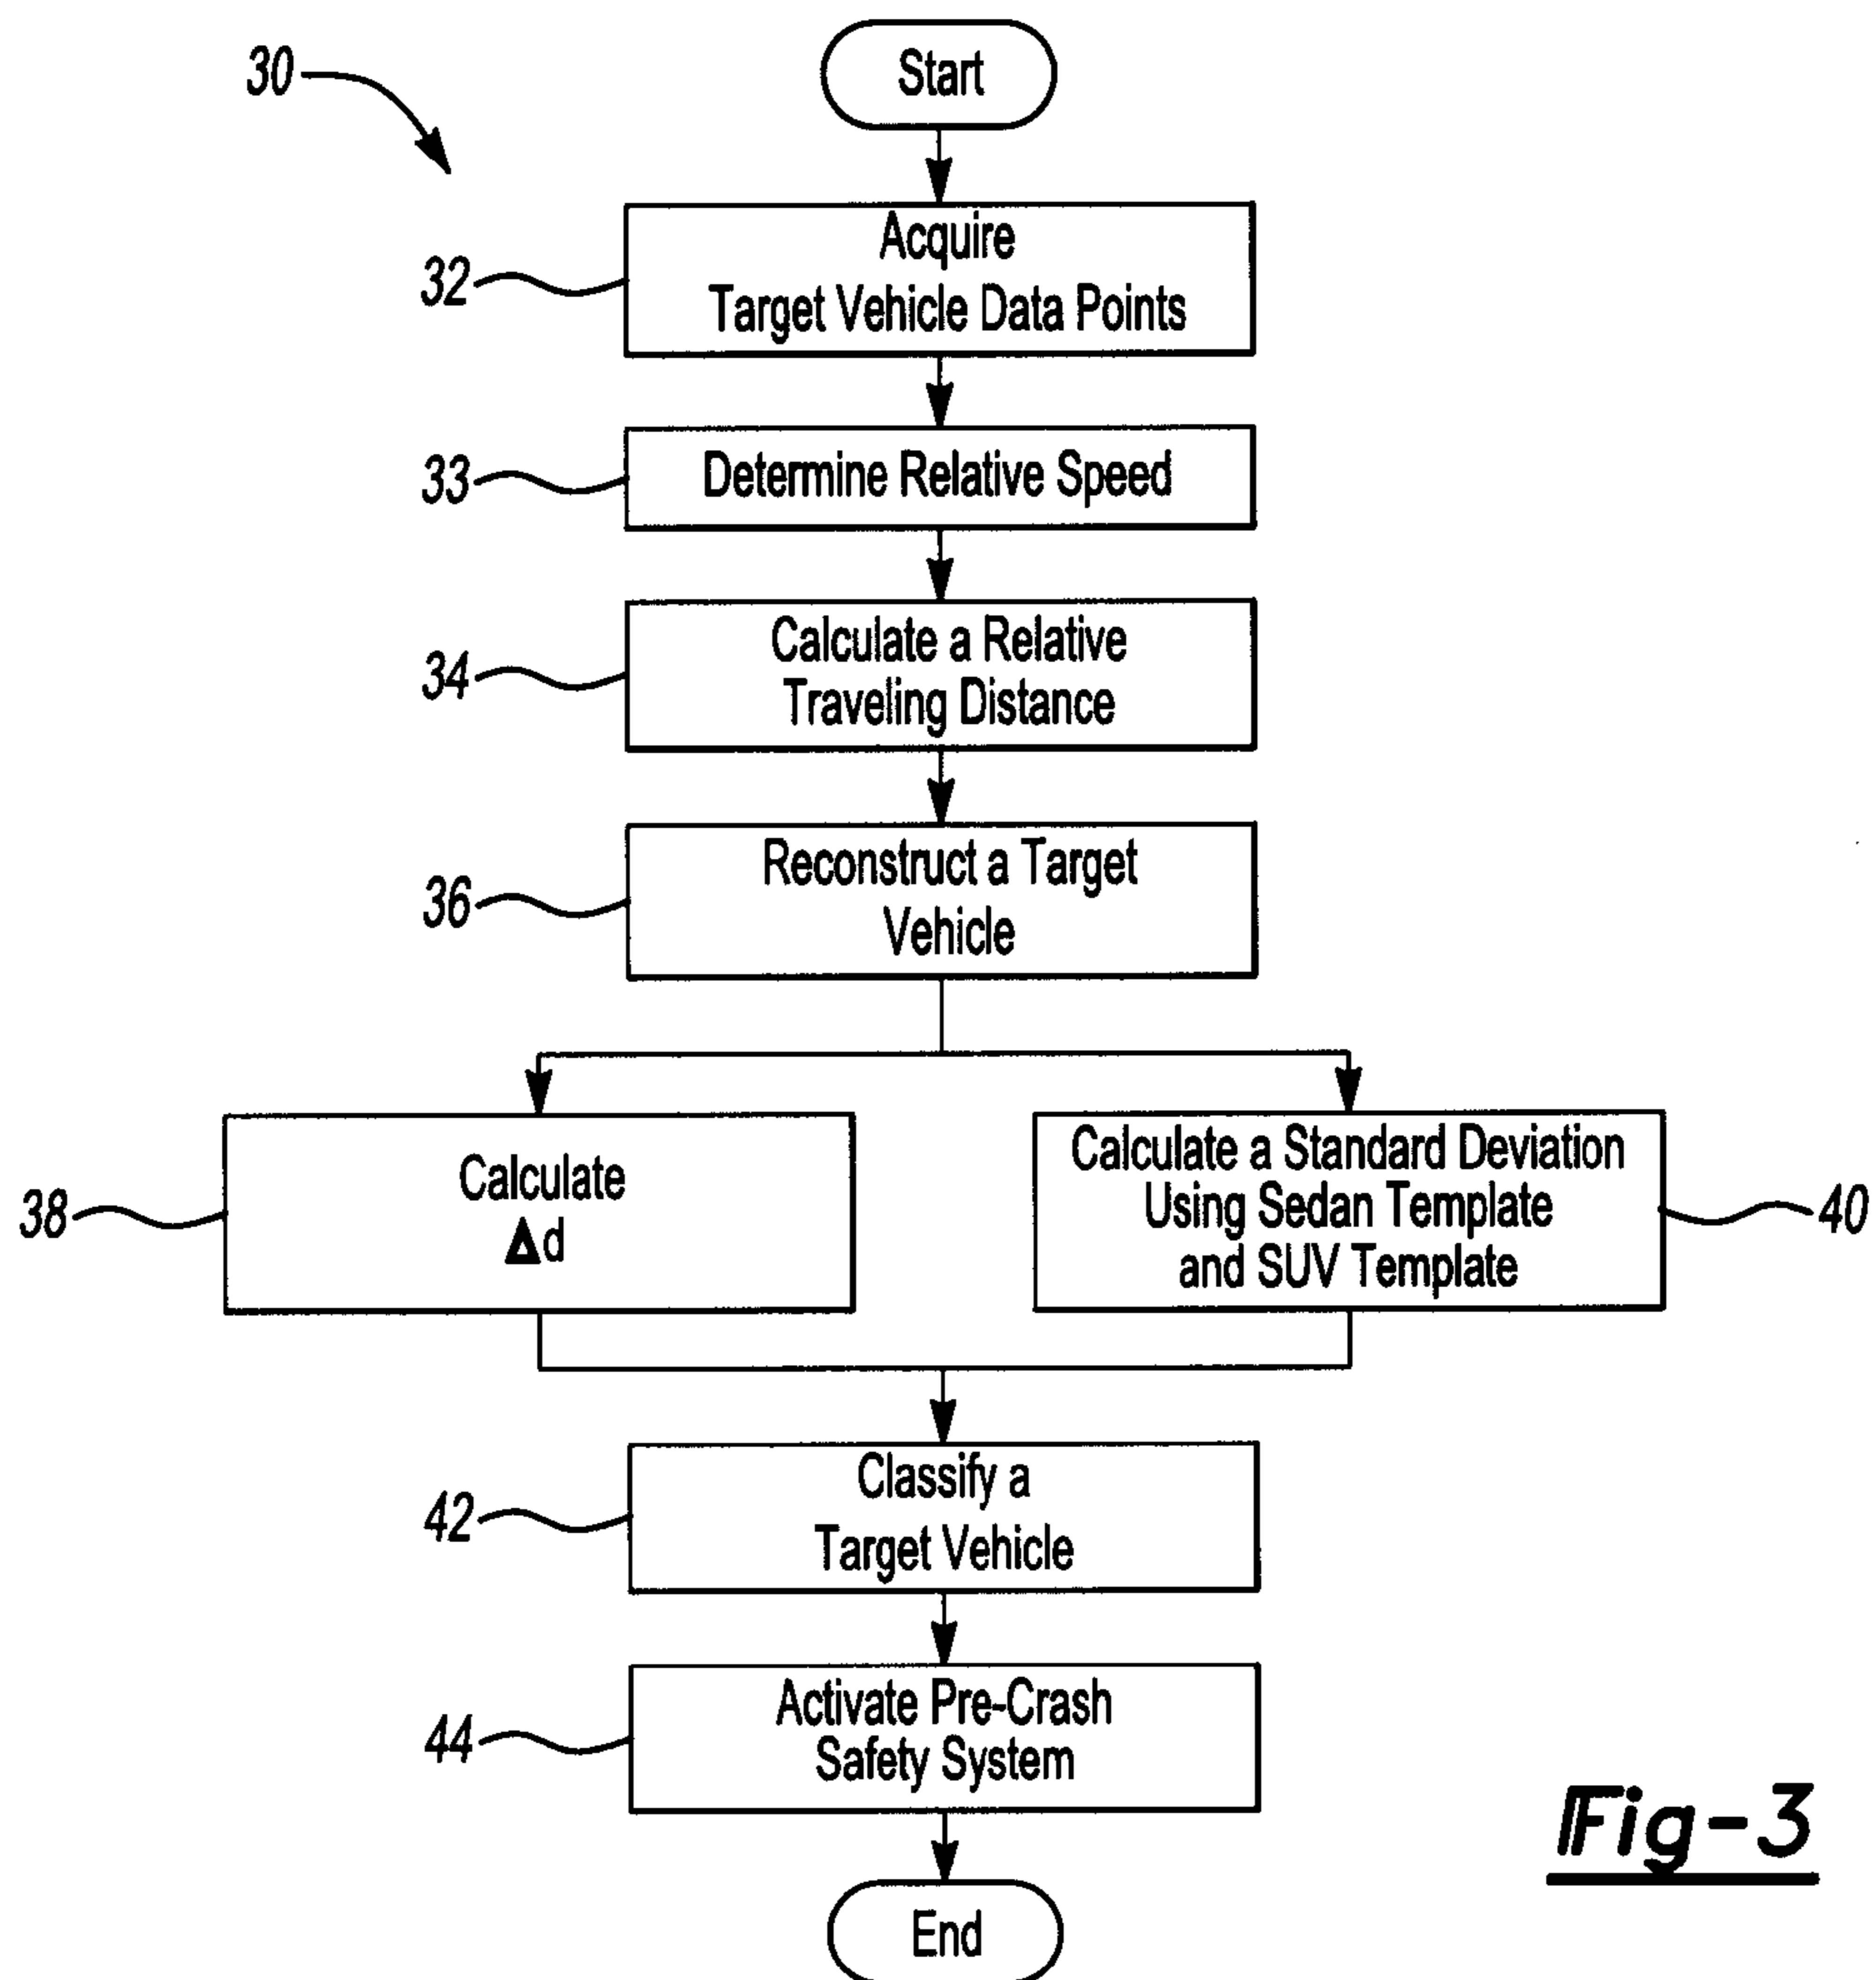 30
Start
32
Acquire
Target Vehicle Data Points
33
Determine Relative Speed
34
Calculate a Relative
Traveling Distance
36
Reconstruct a Target
Vehicle
38
Calculate
Δd
Calculate a Standard Deviation
Using Sedan Template
and SUV Template
40
42
Classify a
Target Vehicle
44
Activate Pre-Crash
Safety System
End
Fig-3